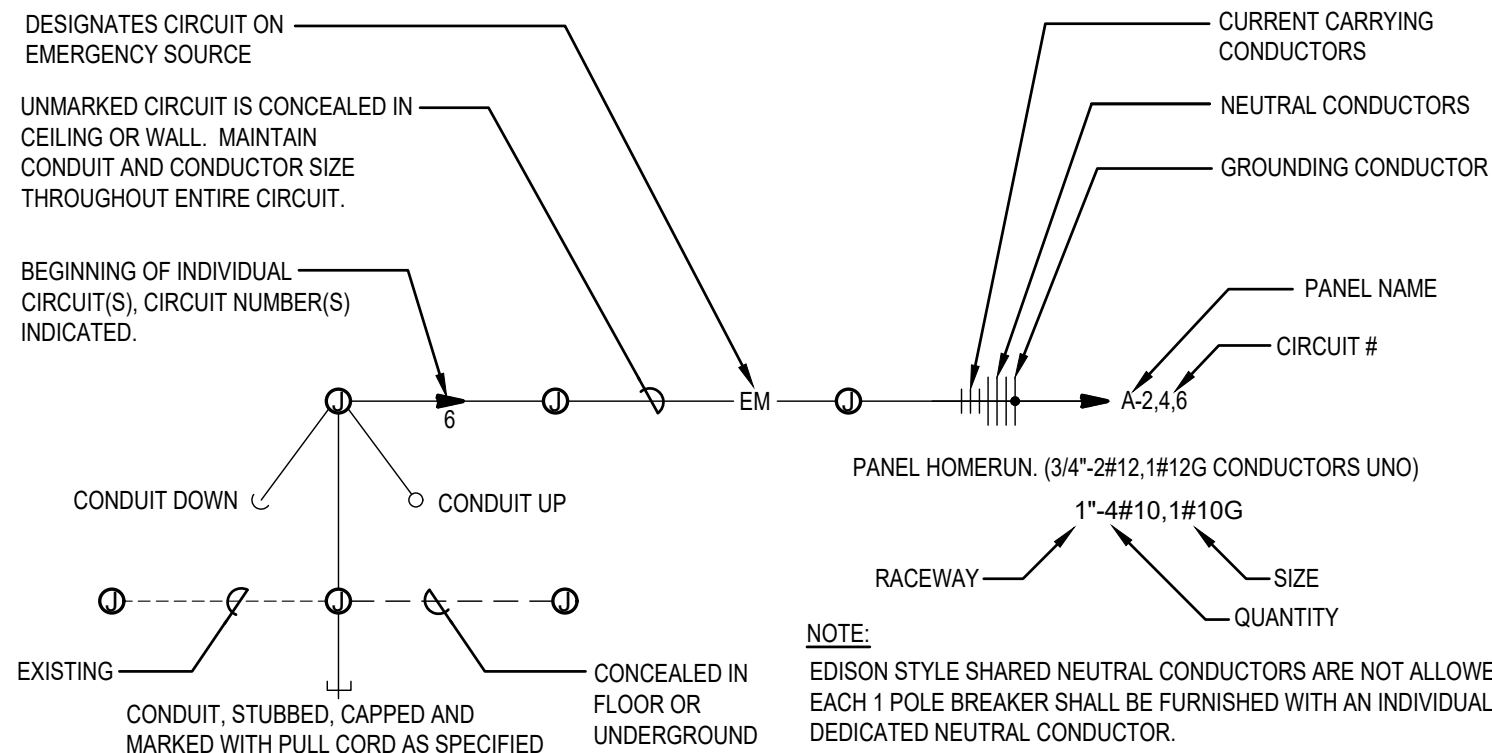 DESIGNATES CIRCUIT ON
EMERGENCY SOURCE
UNMARKED CIRCUIT IS CONCEALED IN
CEILING OR WALL. MAINTAIN
CONDUIT AND CONDUCTOR SIZE
THROUGHOUT ENTIRE CIRCUIT.
BEGINNING OF INDIVIDUAL
CIRCUIT(S), CIRCUIT NUMBER(S)
INDICATED.
CURRENT CARRYING
CONDUCTORS
NEUTRAL CONDUCTORS
GROUNDING CONDUCTOR
PANEL NAME
CIRCUIT #
J
6
J
EM
J
A-2,4,6
PANEL HOMERUN. (3/4"-2#12,1#12G CONDUCTORS UNO)
1"-4#10,1#10G
RACEWAY
SIZE
QUANTITY
CONDUIT DOWN
CONDUIT UP
J
J
J
EXISTING
CONCEALED IN
FLOOR OR
UNDERGROUND
CONDUIT, STUBBED, CAPPED AND
MARKED WITH PULL CORD AS SPECIFIED
NOTE:
EDISON STYLE SHARED NEUTRAL CONDUCTORS ARE NOT ALLOWE
EACH 1 POLE BREAKER SHALL BE FURNISHED WITH AN INDIVIDUAL
DEDICATED NEUTRAL CONDUCTOR.